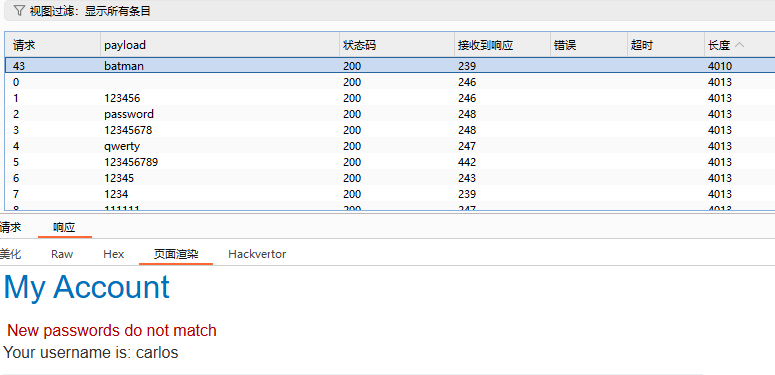 视图过滤：显示所有条目
请求 payload 状态码 接收到响应 错误 超时 长度
43 batman 200 239 4010
0 200 246 4013
1 123456 200 246 4013
2 password 200 248 4013
3 12345678 200 248 4013
4 qwerty 200 247 4013
5 123456789 200 442 4013
6 12345 200 243 4013
7 1234 200 239 4013
8 111111 200 247 4013
请求 响应
美化 Raw Hex 页面渲染 Hackvertor
My Account
New passwords do not match
Your username is: carlos